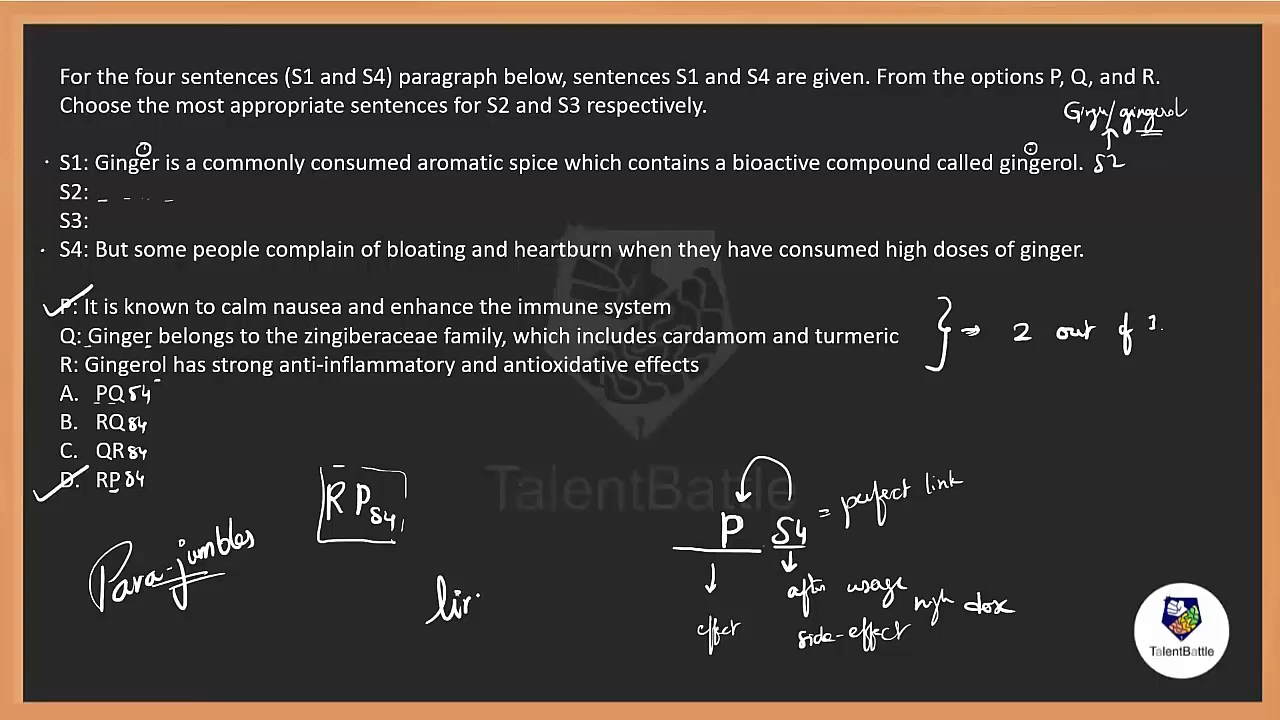 For the four sentences (S1 and S4) paragraph below, sentences S1 and S4 are given. From the options P, Q, and R.
Choose the most appropriate sentences for S2 and S3 respectively.
Ginger/gingerol
S1: Ginger is a commonly consumed aromatic spice which contains a bioactive compound called gingerol. S2
S2:
S3:
S4: But some people complain of bloating and heartburn when they have consumed high doses of ginger.
P: It is known to calm nausea and enhance the immune system
Q: Ginger belongs to the zingiberaceae family, which includes cardamom and turmeric
R: Gingerol has strong anti-inflammatory and antioxidative effects
} → 2 out of 3
A. PQ S4
B. RQ S4
C. QR S4
D. RP S4
R P S4
P S4 = perfect link
Para-jumbles
effect
after usage high dose
side-effect
TalentBattle
TalentBattle